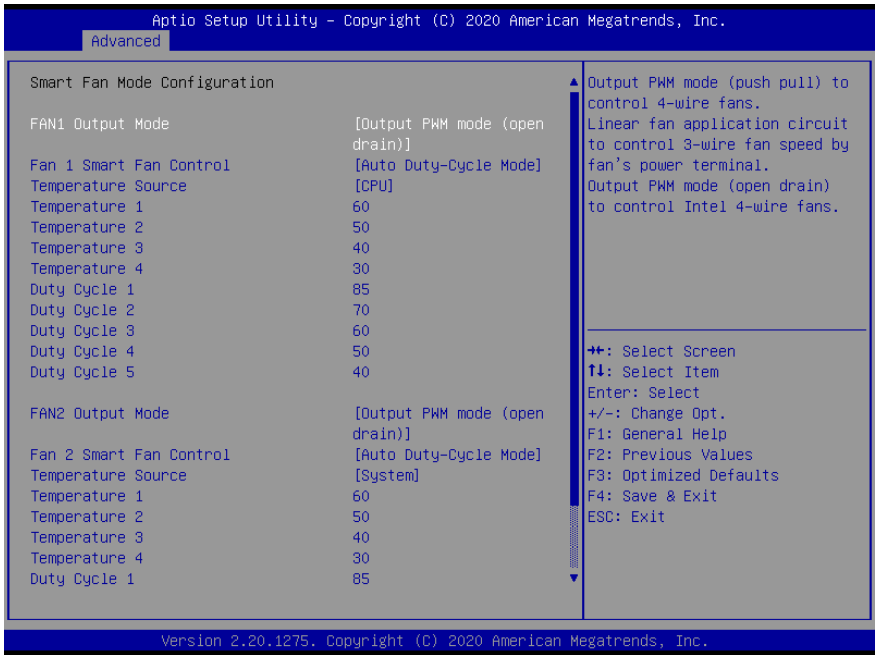 Aptio Setup Utility – Copyright (C) 2020 American Megatrends, Inc.
Advanced
Smart Fan Mode Configuration
FAN1 Output Mode [Output PWM mode (open
drain)]
Fan 1 Smart Fan Control [Auto Duty-Cycle Mode]
Temperature Source [CPU]
Temperature 1 60
Temperature 2 50
Temperature 3 40
Temperature 4 30
Duty Cycle 1 85
Duty Cycle 2 70
Duty Cycle 3 60
Duty Cycle 4 50
Duty Cycle 5 40
FAN2 Output Mode [Output PWM mode (open
drain)]
Fan 2 Smart Fan Control [Auto Duty-Cycle Mode]
Temperature Source [System]
Temperature 1 60
Temperature 2 50
Temperature 3 40
Temperature 4 30
Duty Cycle 1 85
Output PWM mode (push pull) to
control 4-wire fans.
Linear fan application circuit
to control 3-wire fan speed by
fan's power terminal.
Output PWM mode (open drain)
to control Intel 4-wire fans.
→←: Select Screen
↑↓: Select Item
Enter: Select
+/-: Change Opt.
F1: General Help
F2: Previous Values
F3: Optimized Defaults
F4: Save & Exit
ESC: Exit
Version 2.20.1275. Copyright (C) 2020 American Megatrends, Inc.